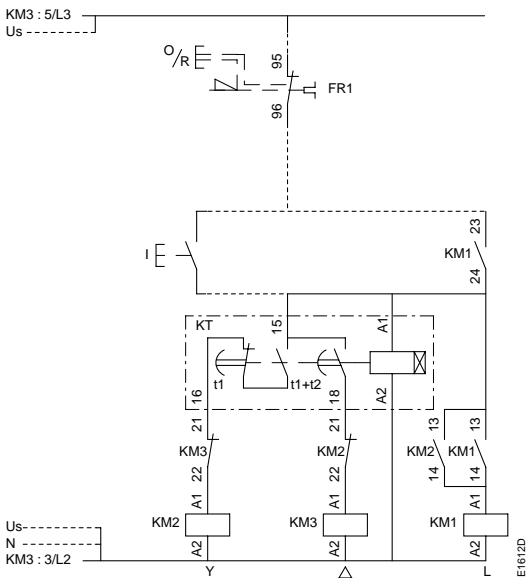 KM3 : 5/L3
Us
O/R
95
96
FR1
I
23
KM1
24
KT
15
A1
t1
t1+t2
16
18
A2
21
KM3
22
21
KM2
22
13
KM2
14
13
KM1
14
A1
KM2
A2
A1
KM3
A2
A1
KM1
A2
Us
N
KM3 : 3/L2
Y
△
L
E1612D